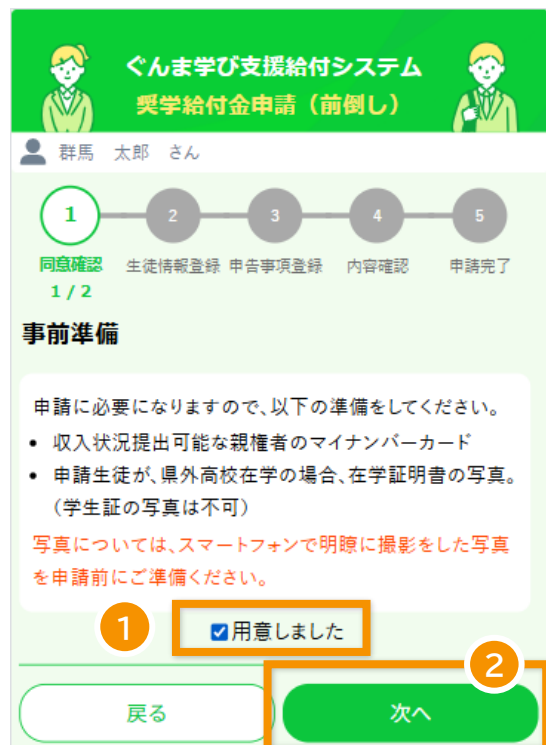 ぐんま学び支援給付システム
奨学給付金申請（前倒し）
群馬　太郎　さん
1 2 3 4 5
同意確認 生徒情報登録 申告事項登録 内容確認 申請完了
1 / 2
事前準備
申請に必要になりますので、以下の準備をしてください。
• 収入状況提出可能な親権者のマイナンバーカード
• 申請生徒が、県外高校在学の場合、在学証明書の写真。
（学生証の写真は不可）
写真については、スマートフォンで明瞭に撮影をした写真
を申請前にご準備ください。
1 用意しました
2
戻る 次へ